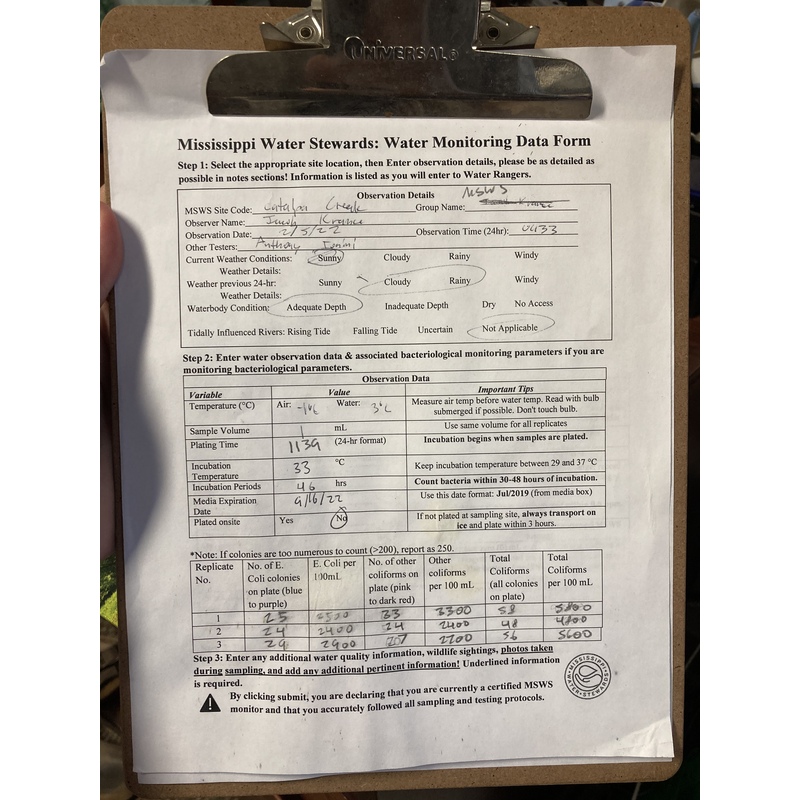 UNIVERSAL®
Mississippi Water Stewards: Water Monitoring Data Form
Step 1: Select the appropriate site location, then Enter observation details, please be as detailed as
possible in notes sections! Information is listed as you will enter to Water Rangers.
Observation Details
MSWS Site Code: Catalpa Creek Group Name: MSWS
Observer Name: Jacob
Observation Date: 2/5/22 Observation Time (24hr): 0933
Other Testers: Anthony
Current Weather Conditions: Sunny Cloudy Rainy Windy
Weather Details:
Weather previous 24-hr: Sunny Cloudy Rainy Windy
Weather Details:
Waterbody Condition: Adequate Depth Inadequate Depth Dry No Access
Tidally Influenced Rivers: Rising Tide Falling Tide Uncertain Not Applicable
Step 2: Enter water observation data & associated bacteriological monitoring parameters if you are
monitoring bacteriological parameters.
Observation Data
Variable Value Important Tips
Temperature (°C) Air: -1°C Water: 3°C Measure air temp before water temp. Read with bulb
submerged if possible. Don't touch bulb.
Sample Volume 1 mL Use same volume for all replicates
Plating Time 1139 (24-hr format) Incubation begins when samples are plated.
Incubation
Temperature 33 °C Keep incubation temperature between 29 and 37 °C
Incubation Periods 46 hrs Count bacteria within 30-48 hours of incubation.
Media Expiration
Date 9/16/22 Use this date format: Jul/2019 (from media box)
Plated onsite Yes No If not plated at sampling site, always transport on
ice and plate within 3 hours.
*Note: If colonies are too numerous to count (>200), report as 250.
Replicate No. No. of E. Coli colonies on plate (blue to purple) E. Coli per 100mL No. of other coliforms on plate (pink to dark red) Other coliforms per 100 mL Total Coliforms (all colonies on plate) Total Coliforms per 100 mL
1 25 2500 33 3300 58 5800
2 24 2400 24 2400 48 4800
3 29 2900 27 2700 56 5600
Step 3: Enter any additional water quality information, wildlife sightings, photos taken
during sampling, and add any additional pertinent information! Underlined information
is required.
By clicking submit, you are declaring that you are currently a certified MSWS
monitor and that you accurately followed all sampling and testing protocols.
MISSISSIPPI WATER STEWARDS